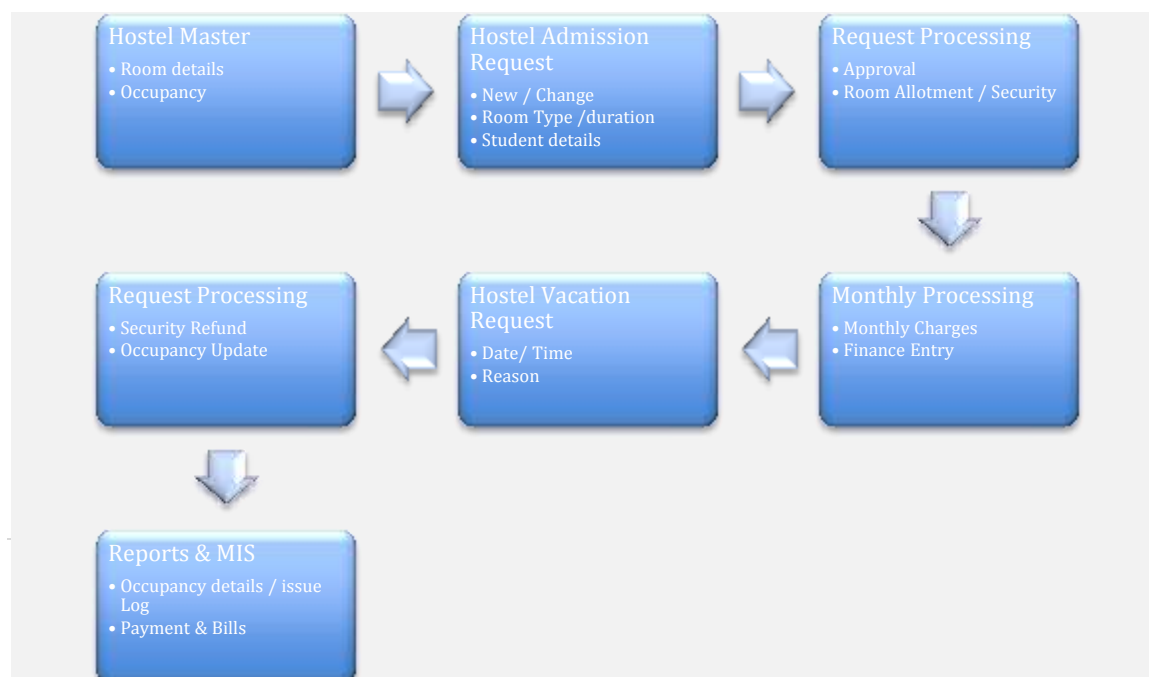 Hostel Master
• Room details
• Occupancy
Hostel Admission
Request
• New / Change
• Room Type /duration
• Student details
Request Processing
• Approval
• Room Allotment / Security
Monthly Processing
• Monthly Charges
• Finance Entry
Hostel Vacation
Request
• Date/ Time
• Reason
Request Processing
• Security Refund
• Occupancy Update
Reports & MIS
• Occupancy details / issue
Log
• Payment & Bills